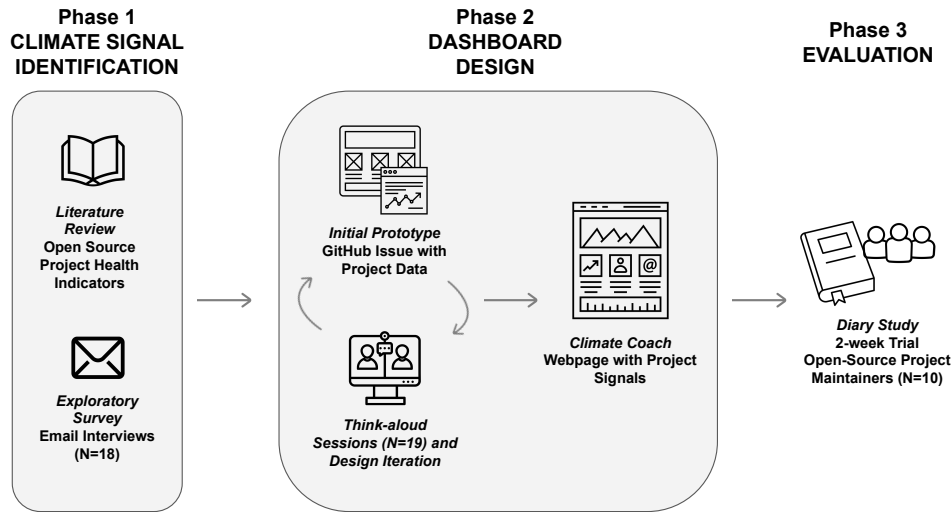 Phase 1
CLIMATE SIGNAL
IDENTIFICATION
Literature
Review
Open Source
Project Health
Indicators
Exploratory
Survey
Email Interviews
(N=18)
Phase 2
DASHBOARD
DESIGN
Initial Prototype
GitHub Issue with
Project Data
Think-aloud
Sessions (N=19) and
Design Iteration
@
Climate Coach
Webpage with Project
Signals
Phase 3
EVALUATION
Diary Study
2-week Trial
Open-Source Project
Maintainers (N=10)